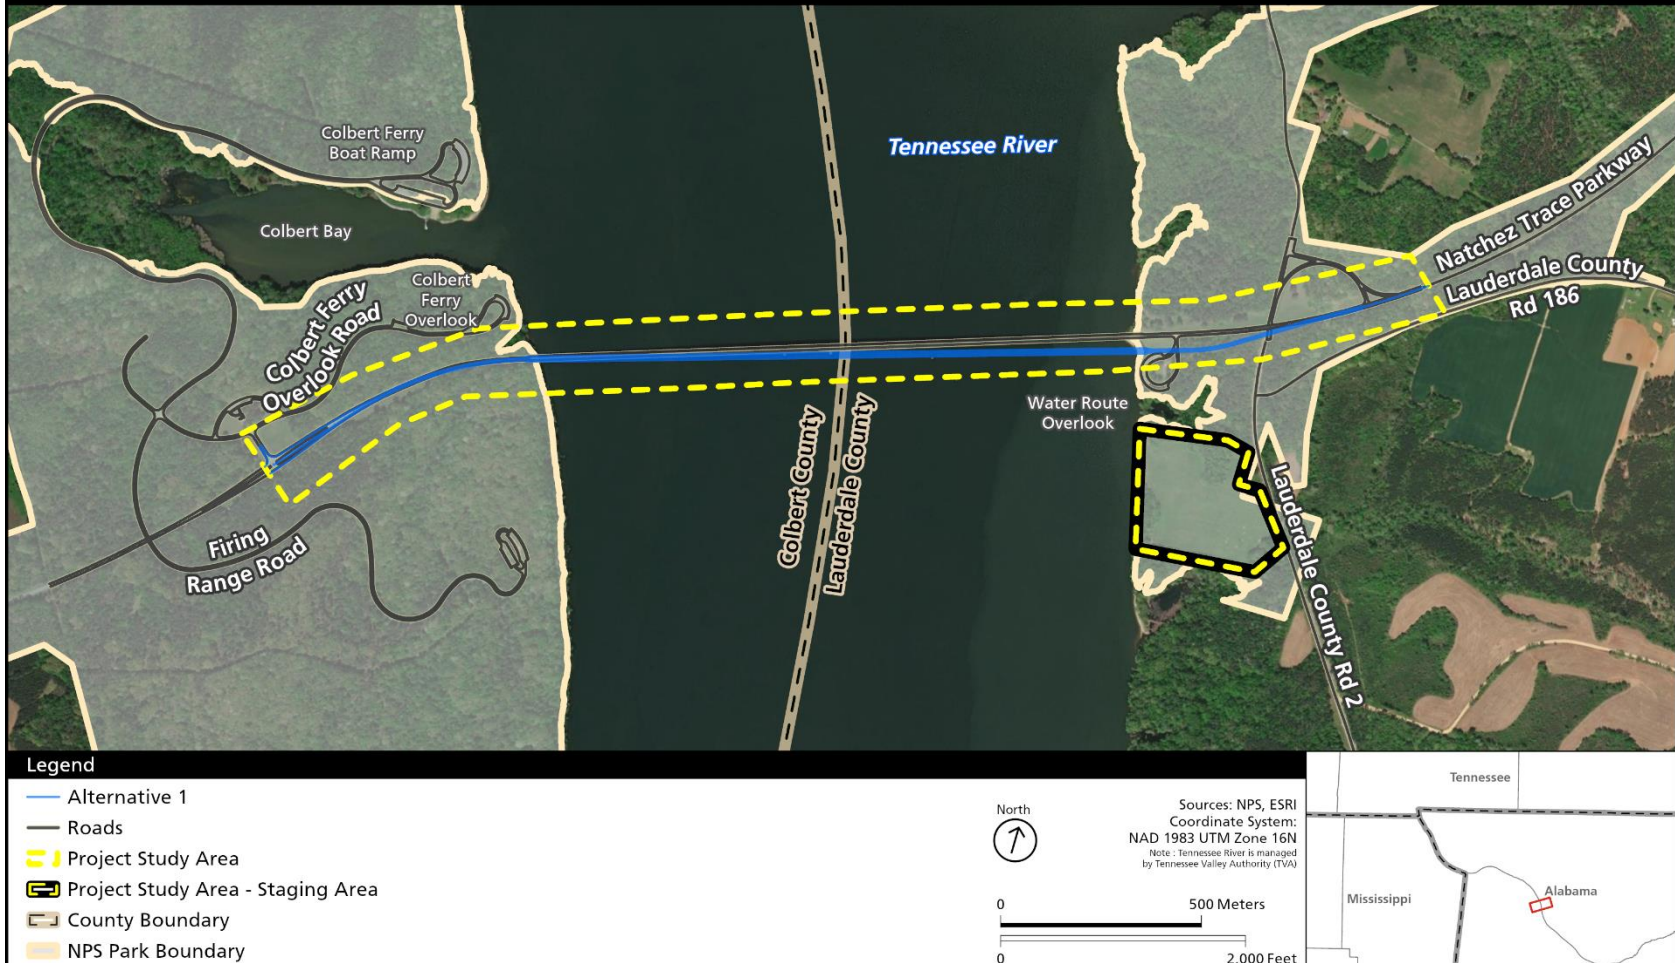 Colbert Ferry
Boat Ramp
Tennessee River
Colbert Bay
Colbert
Ferry
Overlook
Colbert Ferry
Overlook Road
Natchez Trace Parkway
Lauderdale County
Rd 186
Water Route
Overlook
Colbert County
Lauderdale County
Firing
Range Road
Lauderdale County Rd 2
Legend
Alternative 1
Roads
Project Study Area
Project Study Area - Staging Area
County Boundary
NPS Park Boundary
North
Sources: NPS, ESRI
Coordinate System:
NAD 1983 UTM Zone 16N
Note : Tennessee River is managed
by Tennessee Valley Authority (TVA)
0 500 Meters
0 2,000 Feet
Tennessee
Mississippi
Alabama